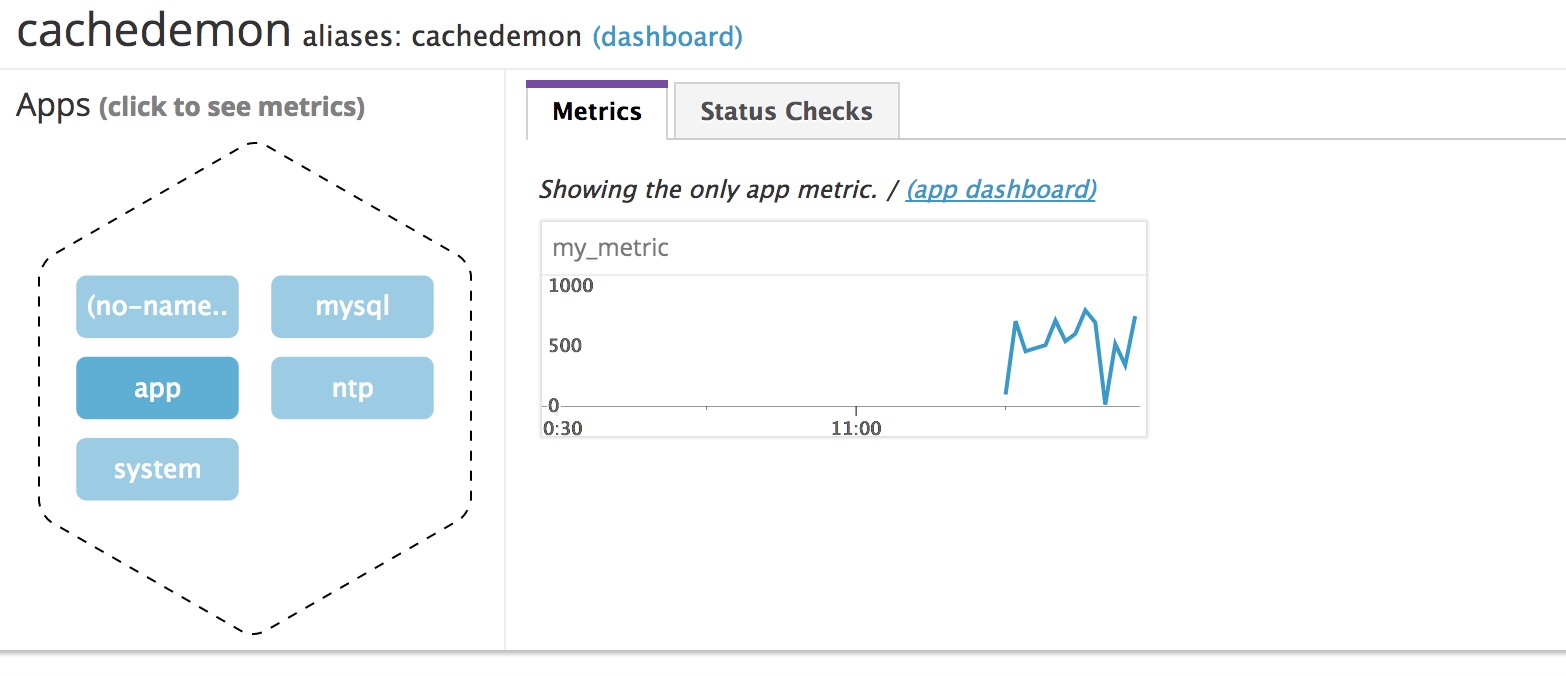 cachedemon aliases: cachedemon (dashboard)
Apps (click to see metrics)
(no-name..
mysql
app
ntp
system
Metrics
Status Checks
Showing the only app metric. / (app dashboard)
my_metric
1000
500
0
0:30
11:00